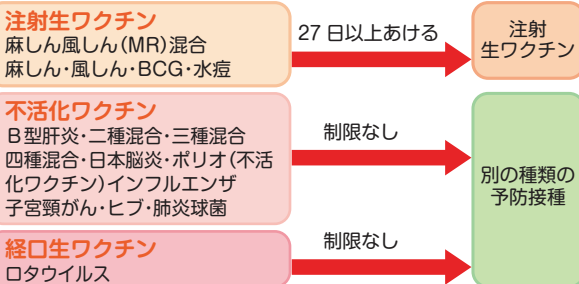 注射生ワクチン
麻しん風しん(MR)混合
麻しん・風しん・BCG・水痘
27日以上あける
注射
生ワクチン
不活化ワクチン
B型肝炎・二種混合・三種混合
四種混合・日本脳炎・ポリオ(不活
化ワクチン)インフルエンザ
子宮頸がん・ヒブ・肺炎球菌
制限なし
別の種類の
予防接種
経口生ワクチン
ロタウイルス
制限なし